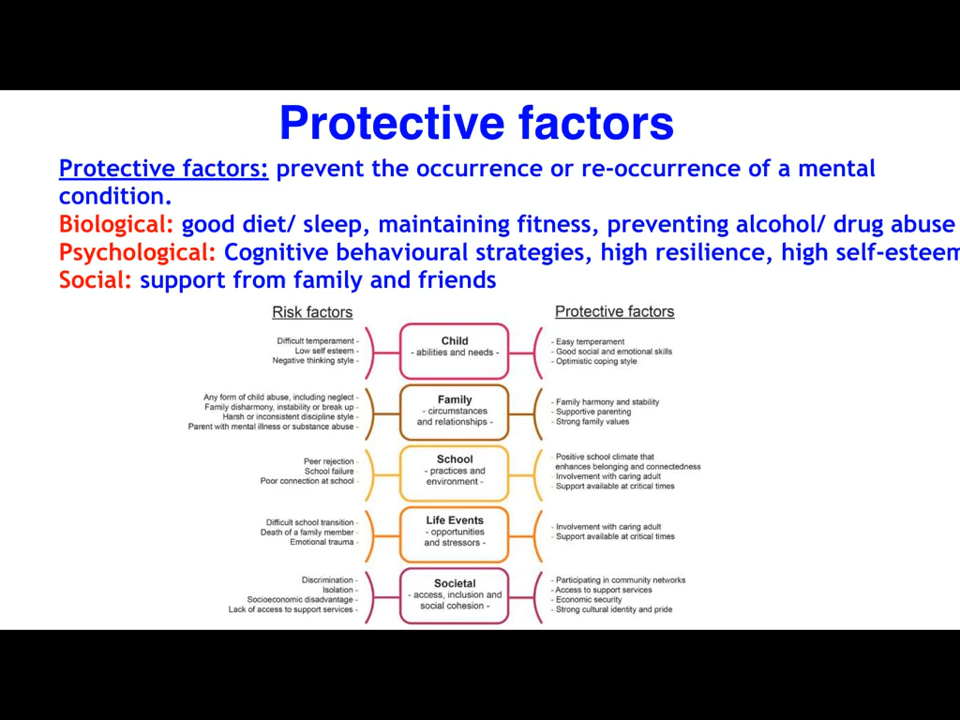 Protective factors
Protective factors: prevent the occurrence or re-occurrence of a mental
condition.
Biological: good diet/ sleep, maintaining fitness, preventing alcohol/ drug abuse
Psychological: Cognitive behavioural strategies, high resilience, high self-esteem
Social: support from family and friends
Risk factors
Protective factors
Difficult temperament -
Low self esteem -
Negative thinking style -
Child
- abilities and needs -
- Easy temperament
- Good social and emotional skills
- Optimistic coping style
Any form of child abuse, including neglect -
Family disharmony, instability or break up -
Harsh or inconsistent discipline style -
Parent with mental illness or substance abuse -
Family
- circumstances
and relationships -
- Family harmony and stability
- Supportive parenting
- Strong family values
Peer rejection -
School failure -
Poor connection at school -
School
- practices and
environment -
- Positive school climate that
enhances belonging and connectedness
- Involvement with caring adult
- Support available at critical times
Difficult school transition -
Death of a family member -
Emotional trauma -
Life Events
- opportunities
and stressors -
- Involvement with caring adult
- Support available at critical times
Discrimination -
Isolation -
Socioeconomic disadvantage -
Lack of access to support services -
Societal
- access, inclusion and
social cohesion -
- Participating in community networks
- Access to support services
- Economic security
- Strong cultural identity and pride